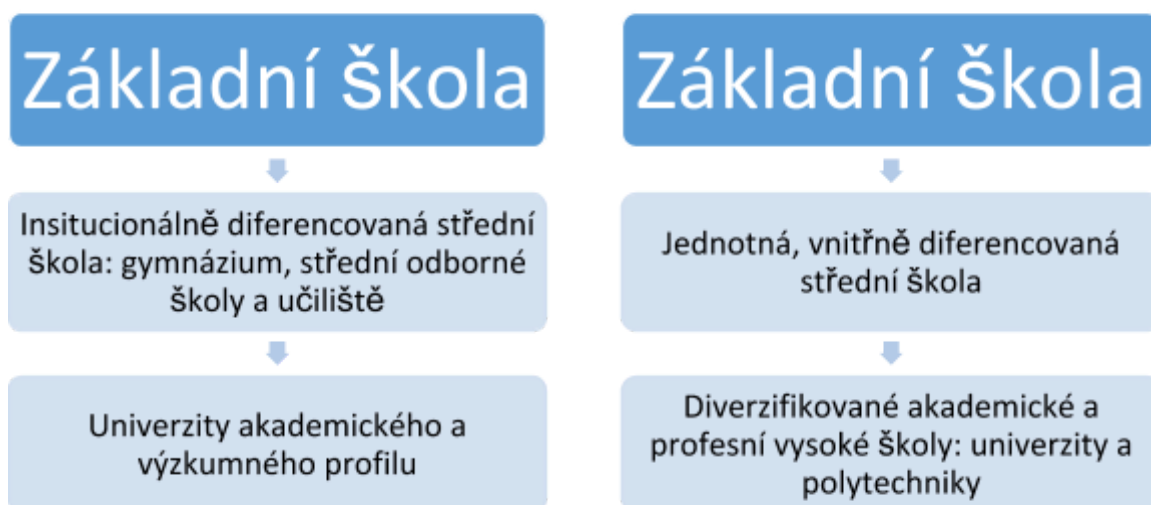 Základní škola
Insitucionálně diferencovaná střední
škola: gymnázium, střední odborné
školy a učiliště
Univerzity akademického a
výzkumného profilu
Základní škola
Jednotná, vnitřně diferencovaná
střední škola
Diverzifikované akademické a
profesní vysoké školy: univerzity a
polytechniky